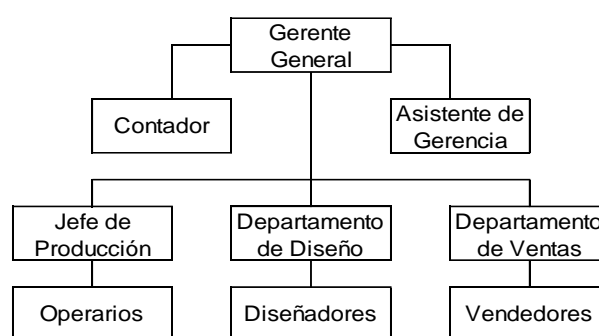 Gerente
General
Contador
Asistente de
Gerencia
Jefe de
Producción
Departamento
de Diseño
Departamento
de Ventas
Operarios
Diseñadores
Vendedores